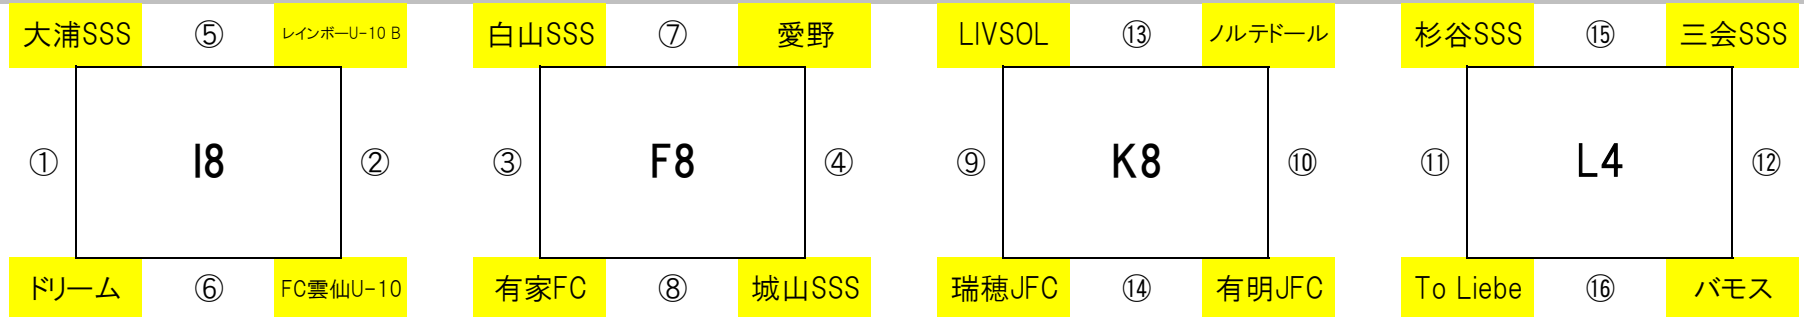 大浦SSS ⑤ レインボーU-10 B 白山SSS ⑦ 愛野 LIVSOL ⑬ ノルテドール 杉谷SSS ⑮ 三会SSS
① I8 ② ③ F8 ④ ⑨ K8 ⑩ ⑪ L4 ⑫
ドリーム ⑥ FC雲仙U-10 有家FC ⑧ 城山SSS 瑞穂JFC ⑭ 有明JFC To Liebe ⑯ バモス